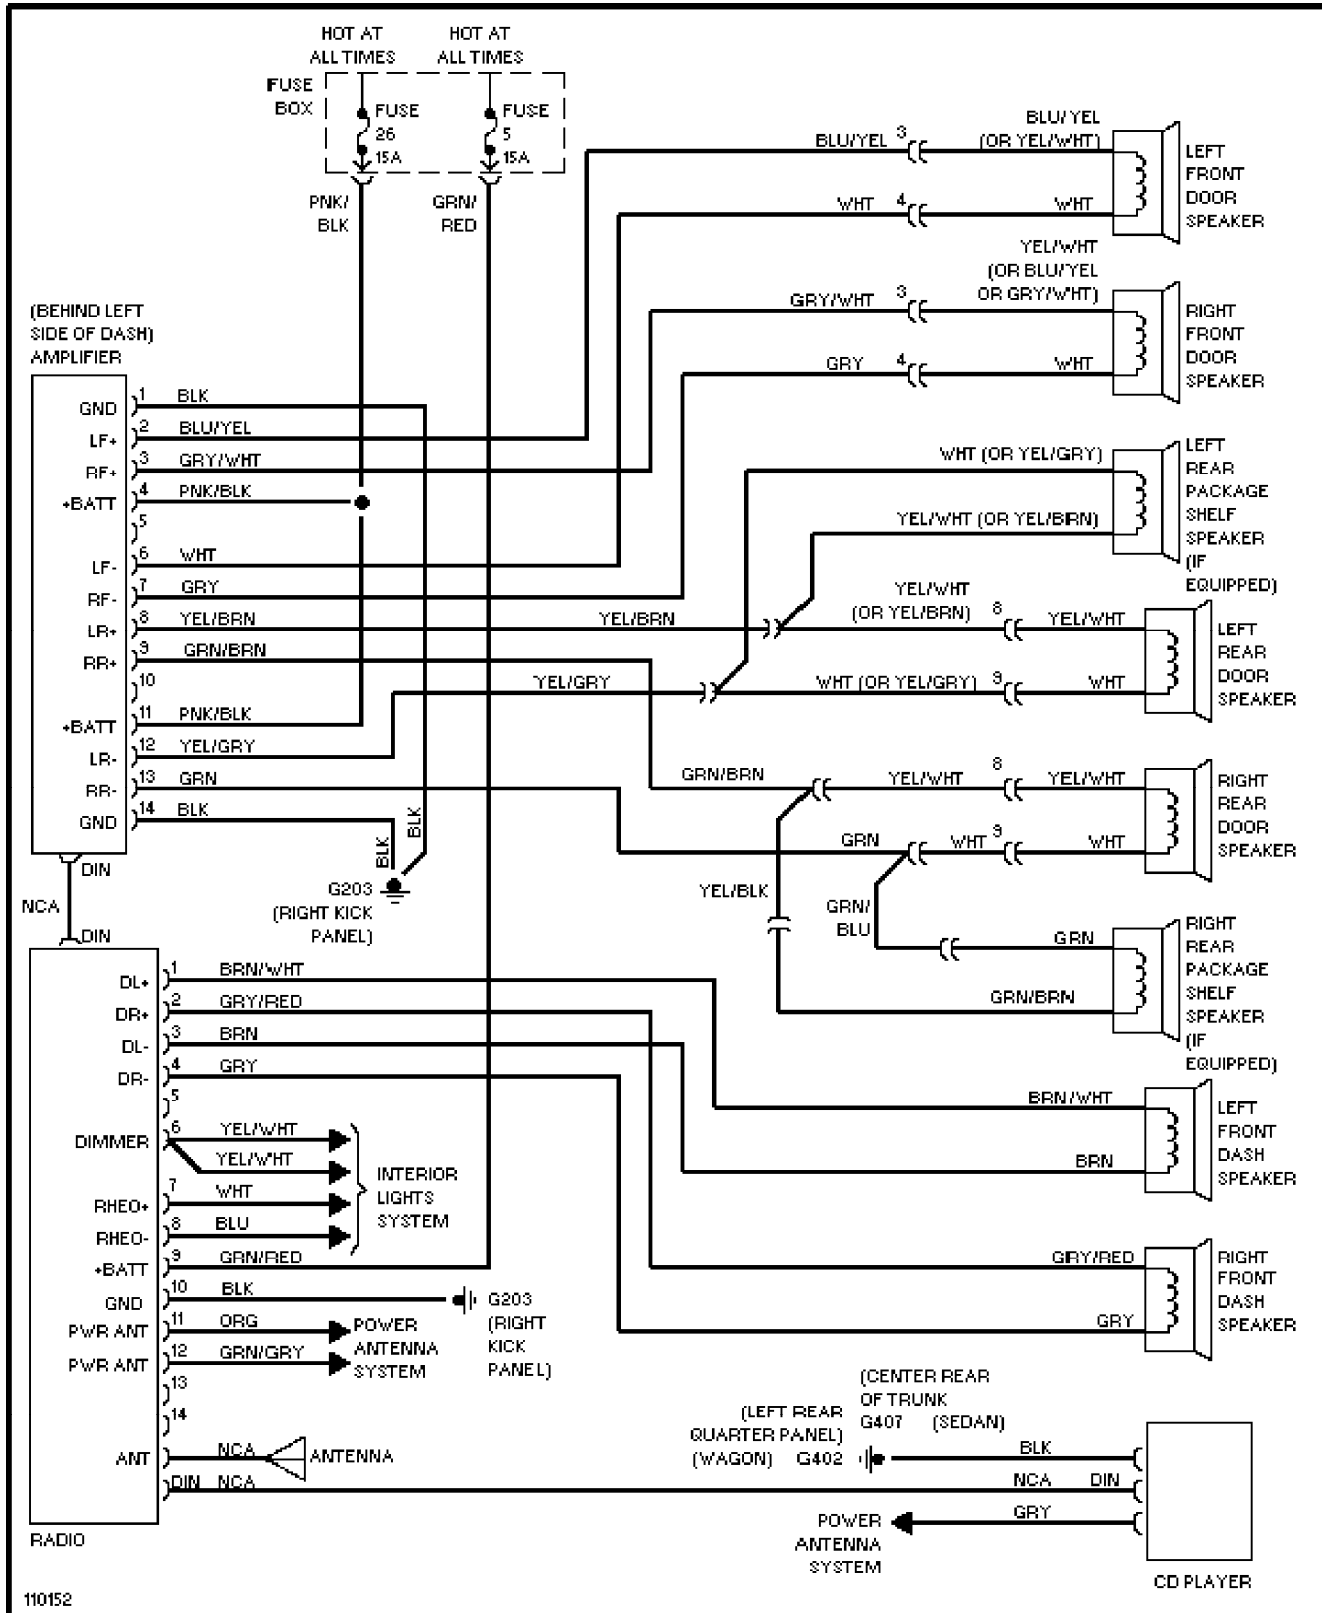 HOT AT
ALL TIMES
HOT AT
ALL TIMES
FUSE
BOX
FUSE
26
15A
FUSE
5
15A
PNK/
BLK
GRN/
RED
BLU/YEL
3
BLU/YEL
(OR YEL/WHT)
LEFT
FRONT
DOOR
SPEAKER
WHT
4
WHT
YEL/WHT
(OR BLU/YEL
OR GRY/WHT)
GRY/WHT
3
RIGHT
FRONT
DOOR
SPEAKER
GRY
4
WHT
(BEHIND LEFT
SIDE OF DASH)
AMPLIFIER
GND
1
BLK
LF+
2
BLU/YEL
RF+
3
GRY/WHT
+BATT
4
PNK/BLK
5
LF-
6
WHT
RF-
7
GRY
LR+
8
YEL/BRN
YEL/BRN
RR+
9
GRN/BRN
10
YEL/GRY
+BATT
11
PNK/BLK
LR-
12
YEL/GRY
RR-
13
GRN
GND
14
BLK
WHT (OR YEL/GRY)
YEL/WHT (OR YEL/BRN)
LEFT
REAR
PACKAGE
SHELF
SPEAKER
(IF
EQUIPPED)
YEL/WHT
(OR YEL/BRN)
8
YEL/WHT
WHT (OR YEL/GRY)
9
WHT
LEFT
REAR
DOOR
SPEAKER
GRN/BRN
YEL/WHT
8
YEL/WHT
GRN
WHT
9
WHT
RIGHT
REAR
DOOR
SPEAKER
BLK
BLK
G203
(RIGHT KICK
PANEL)
DIN
NCA
DIN
YEL/BLK
GRN/
BLU
GRN
GRN/BRN
RIGHT
REAR
PACKAGE
SHELF
SPEAKER
(IF
EQUIPPED)
DL+
1
BRN/WHT
DR+
2
GRY/RED
DL-
3
BRN
DR-
4
GRY
5
DIMMER
6
YEL/WHT
YEL/WHT
RHEO+
7
WHT
RHEO-
8
BLU
INTERIOR
LIGHTS
SYSTEM
+BATT
9
GRN/RED
GND
10
BLK
G203
(RIGHT
KICK
PANEL)
PWR ANT
11
ORG
PWR ANT
12
GRN/GRY
POWER
ANTENNA
SYSTEM
13
14
ANT
NCA
ANTENNA
DIN
NCA
RADIO
BRN/WHT
BRN
LEFT
FRONT
DASH
SPEAKER
GRY/RED
GRY
RIGHT
FRONT
DASH
SPEAKER
(CENTER REAR
OF TRUNK
G407 (SEDAN)
(LEFT REAR
QUARTER PANEL)
(WAGON) G402
BLK
NCA
DIN
GRY
POWER
ANTENNA
SYSTEM
CD PLAYER
110152